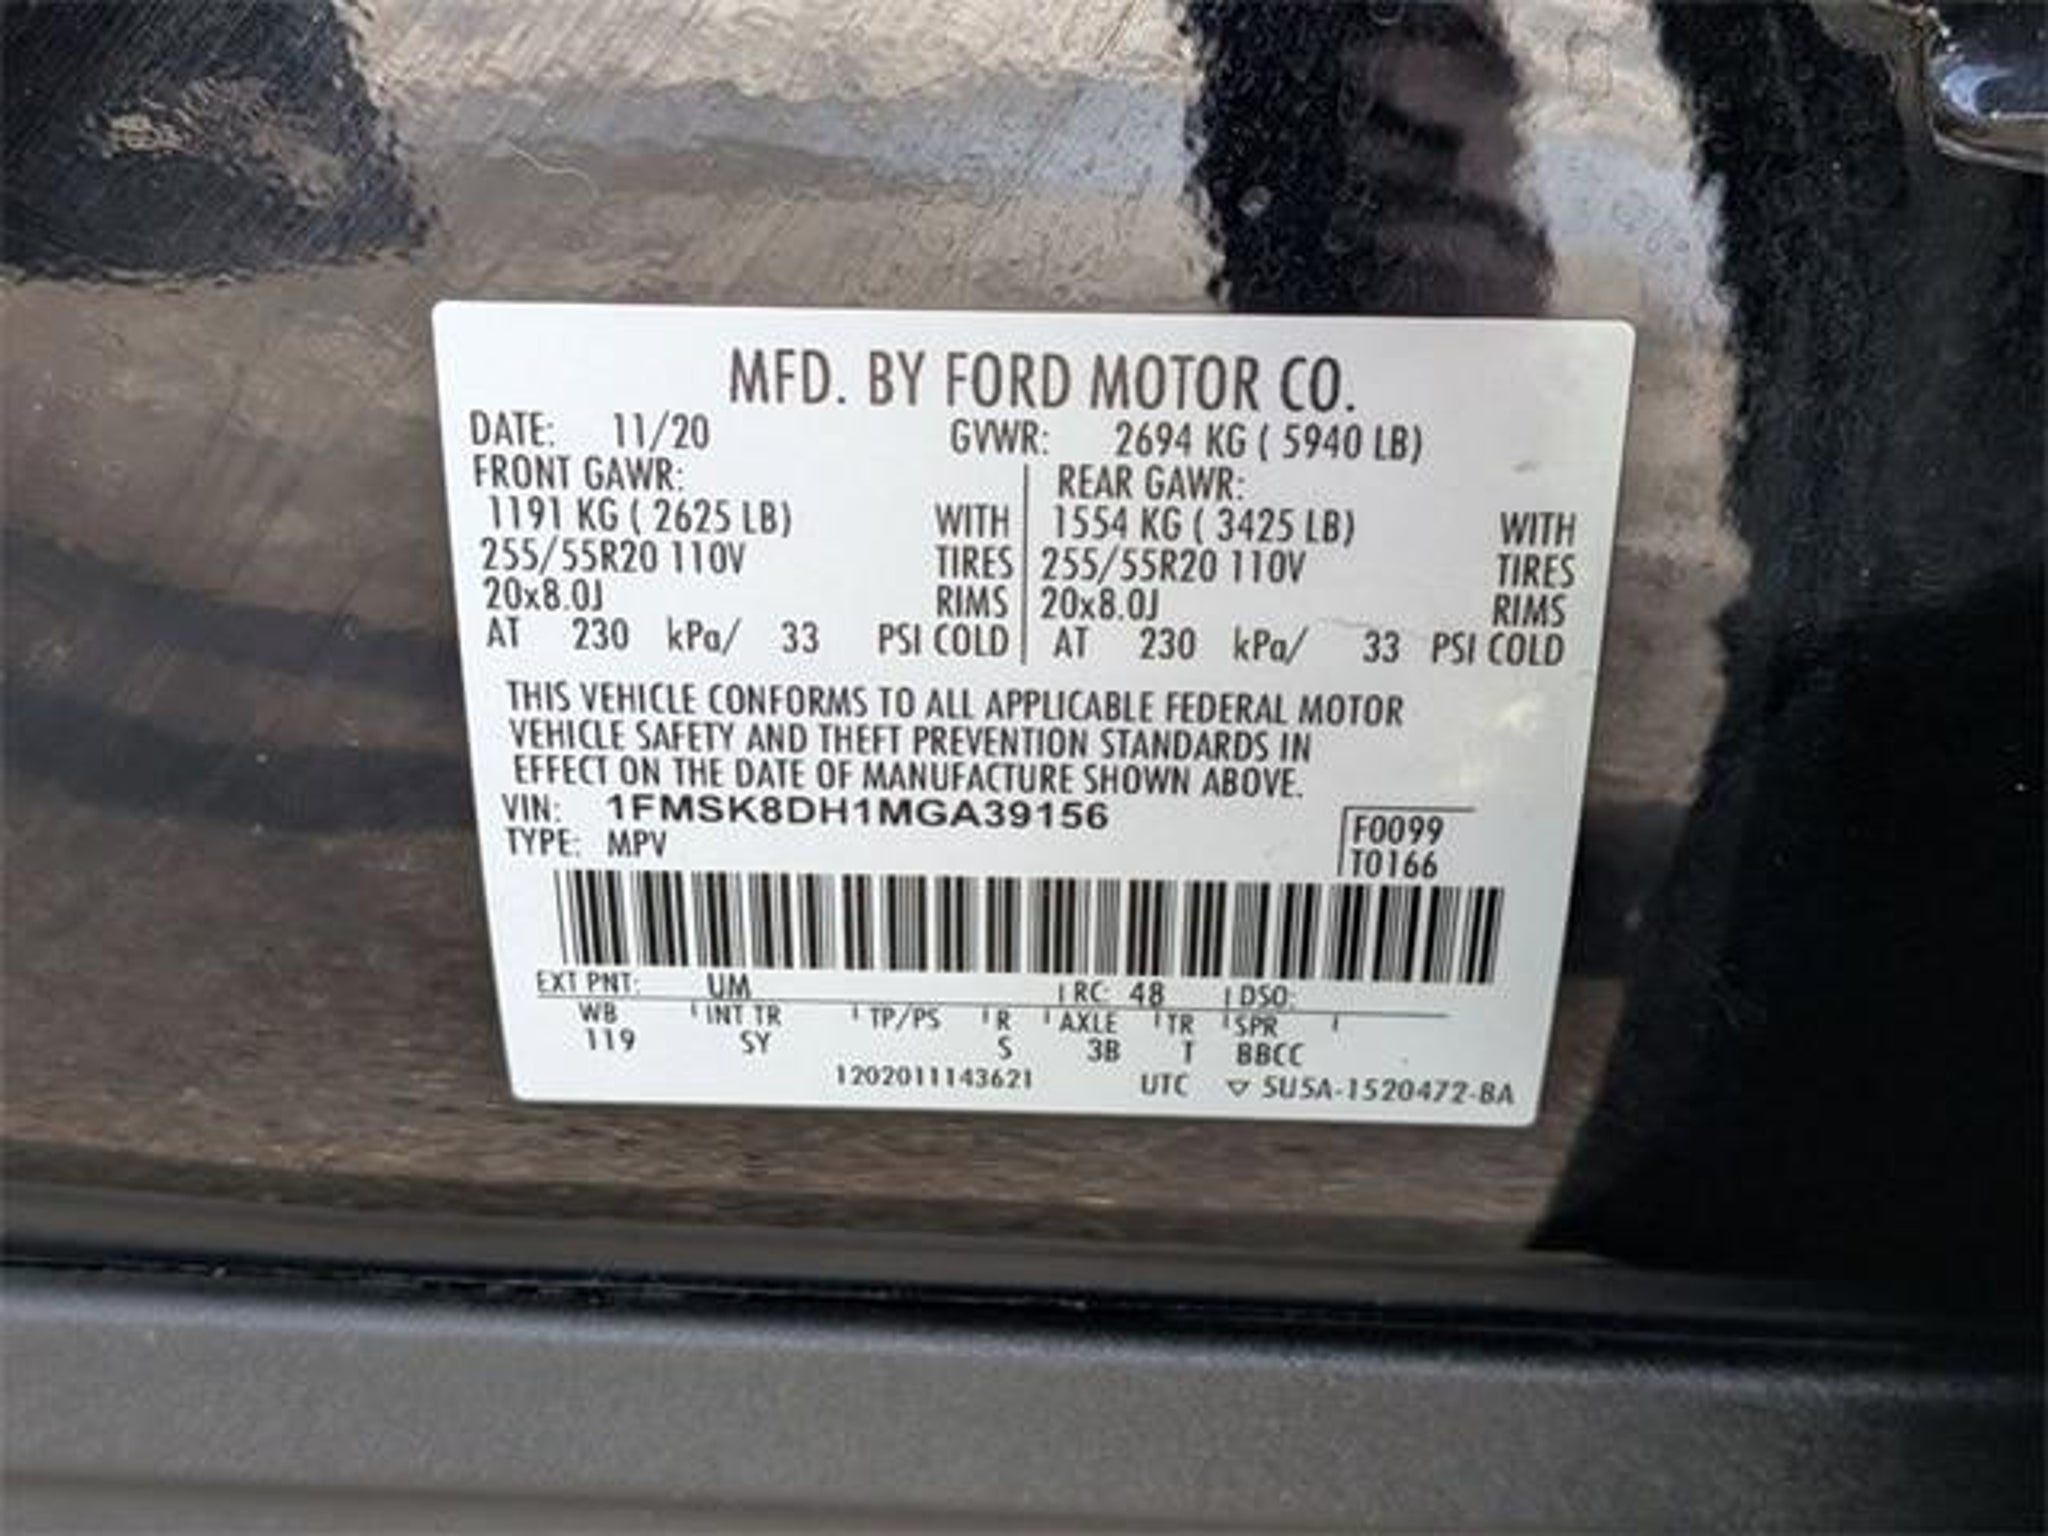 MFD. BY FORD MOTOR CO.
DATE: 11/20 GVWR: 2694 KG ( 5940 LB)
FRONT GAWR: REAR GAWR:
1191 KG ( 2625 LB) WITH 1554 KG ( 3425 LB) WITH
255/55R20 110V TIRES 255/55R20 110V TIRES
20x8.0J RIMS 20x8.0J RIMS
AT 230 kPa/ 33 PSI COLD AT 230 kPa/ 33 PSI COLD
THIS VEHICLE CONFORMS TO ALL APPLICABLE FEDERAL MOTOR
VEHICLE SAFETY AND THEFT PREVENTION STANDARDS IN
EFFECT ON THE DATE OF MANUFACTURE SHOWN ABOVE.
VIN: 1FMSK8DH1MGA39156 F0099
TYPE: MPV T0166
EXT PNT: UM RC: 48 DSO:
WB INT TR TP/PS R AXLE TR SPR
119 SY S 3B T BBCC
1202011143621 UTC ▽ 5U5A-1520472-BA